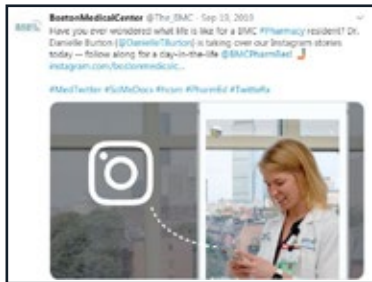 BostonMedicalCenter @The_BMC · Sep 13, 2019
Have you ever wondered what life is like for a BMC #Pharmacy resident? Dr.
Danielle Burton (@DanielleTBurton) is taking over our Instagram stories
today — follow along for a day-in-the-life @BMCPharmRes! 🤳
instagram.com/bostonmedicalc...
#MedTwitter #SoMeDocs #hcsm #PharmEd #TwitteRx